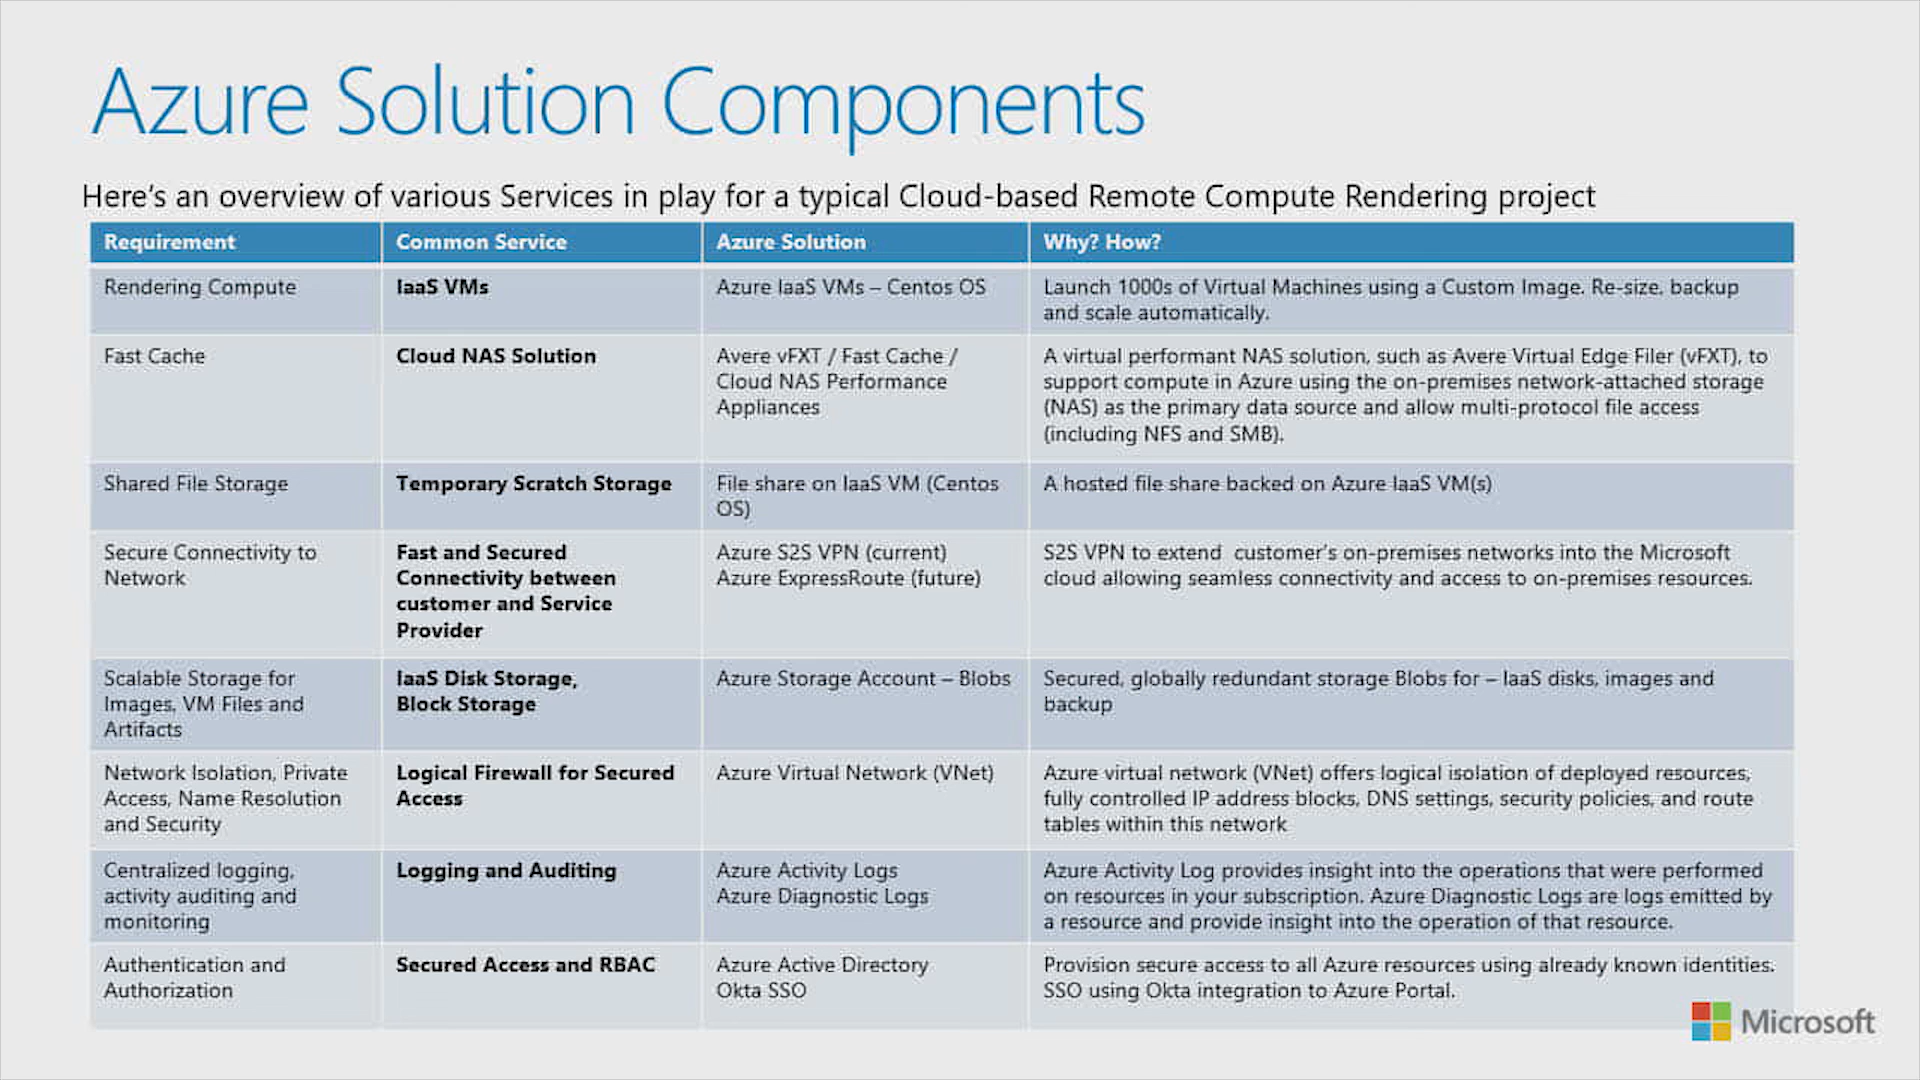 Azure Solution Components
Here's an overview of various Services in play for a typical Cloud-based Remote Compute Rendering project
Requirement
Common Service
Azure Solution
Why? How?
Rendering Compute
IaaS VMs
Azure IaaS VMs – Centos OS
Launch 1000s of Virtual Machines using a Custom Image. Re-size, backup
and scale automatically.
Fast Cache
Cloud NAS Solution
Avere vFXT / Fast Cache /
Cloud NAS Performance
Appliances
A virtual performant NAS solution, such as Avere Virtual Edge Filer (vFXT), to
support compute in Azure using the on-premises network-attached storage
(NAS) as the primary data source and allow multi-protocol file access
(including NFS and SMB).
Shared File Storage
Temporary Scratch Storage
File share on IaaS VM (Centos
OS)
A hosted file share backed on Azure IaaS VM(s)
Secure Connectivity to
Network
Fast and Secured
Connectivity between
customer and Service
Provider
Azure S2S VPN (current)
Azure ExpressRoute (future)
S2S VPN to extend  customer's on-premises networks into the Microsoft
cloud allowing seamless connectivity and access to on-premises resources.
Scalable Storage for
Images, VM Files and
Artifacts
IaaS Disk Storage,
Block Storage
Azure Storage Account – Blobs
Secured, globally redundant storage Blobs for – IaaS disks, images and
backup
Network Isolation, Private
Access, Name Resolution
and Security
Logical Firewall for Secured
Access
Azure Virtual Network (VNet)
Azure virtual network (VNet) offers logical isolation of deployed resources,
fully controlled IP address blocks, DNS settings, security policies, and route
tables within this network
Centralized logging,
activity auditing and
monitoring
Logging and Auditing
Azure Activity Logs
Azure Diagnostic Logs
Azure Activity Log provides insight into the operations that were performed
on resources in your subscription. Azure Diagnostic Logs are logs emitted by
a resource and provide insight into the operation of that resource.
Authentication and
Authorization
Secured Access and RBAC
Azure Active Directory
Okta SSO
Provision secure access to all Azure resources using already known identities.
SSO using Okta integration to Azure Portal.
Microsoft